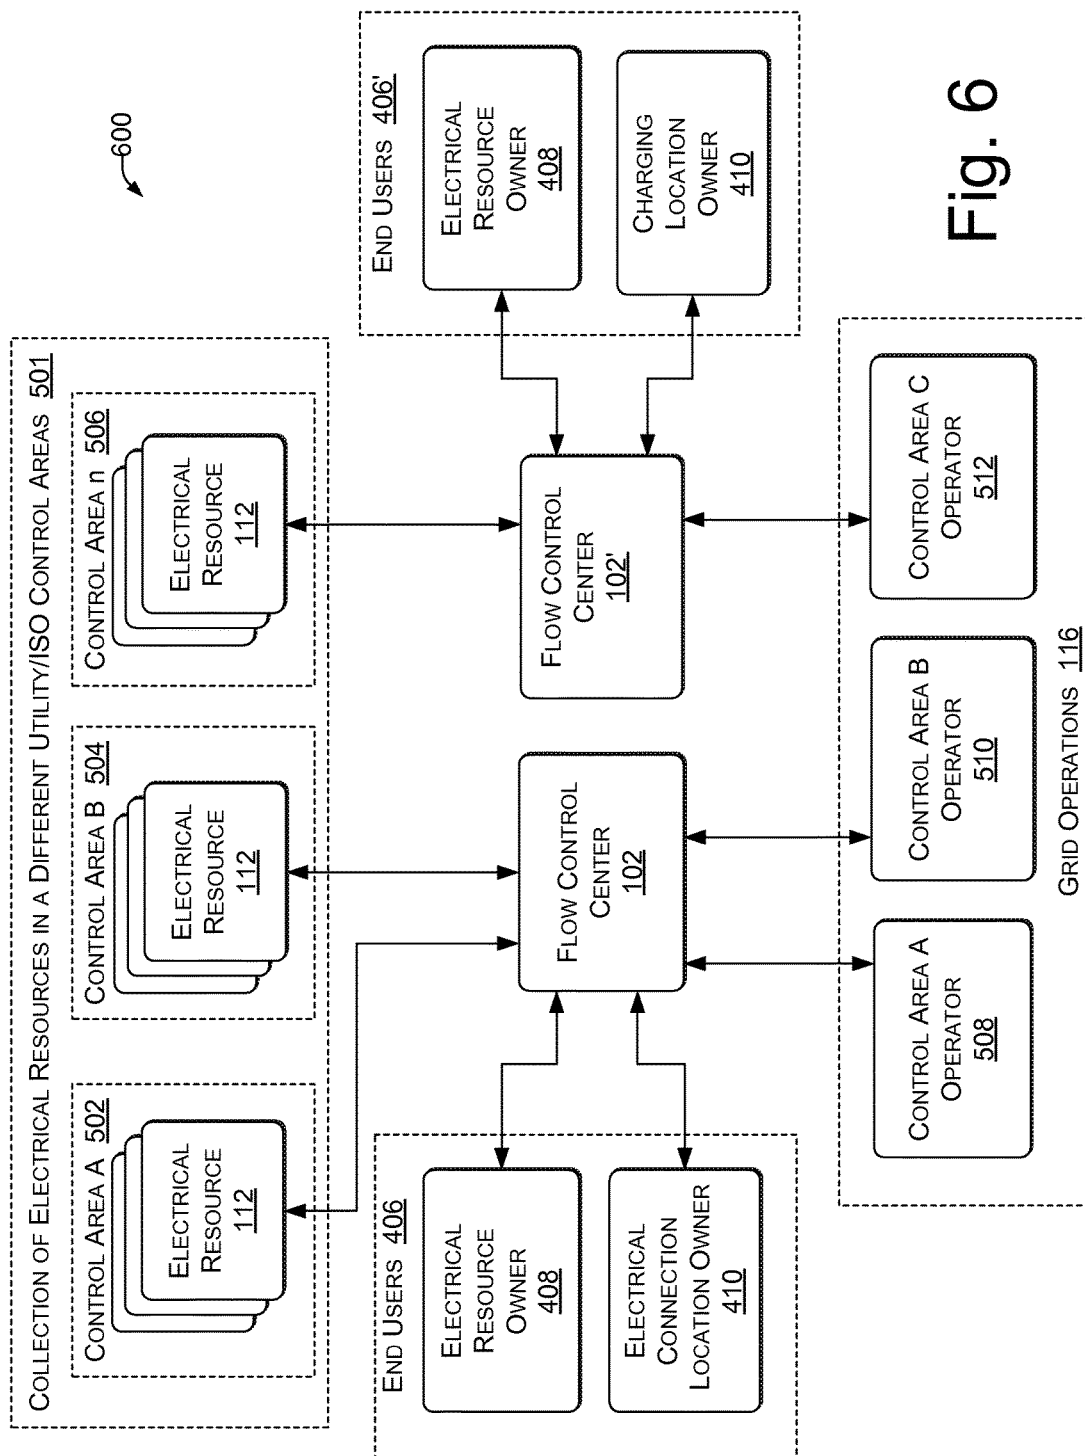 600
COLLECTION OF ELECTRICAL RESOURCES IN A DIFFERENT UTILITY/ISO CONTROL AREAS 501
CONTROL AREA A 502
ELECTRICAL
RESOURCE
112
CONTROL AREA B 504
ELECTRICAL
RESOURCE
112
CONTROL AREA n 506
ELECTRICAL
RESOURCE
112
END USERS 406
ELECTRICAL
RESOURCE
OWNER
408
ELECTRICAL
CONNECTION
LOCATION OWNER
410
FLOW CONTROL
CENTER
102
FLOW CONTROL
CENTER
102'
END USERS 406'
ELECTRICAL
RESOURCE
OWNER
408
CHARGING
LOCATION
OWNER
410
CONTROL AREA A
OPERATOR
508
CONTROL AREA B
OPERATOR
510
CONTROL AREA C
OPERATOR
512
GRID OPERATIONS 116
Fig. 6